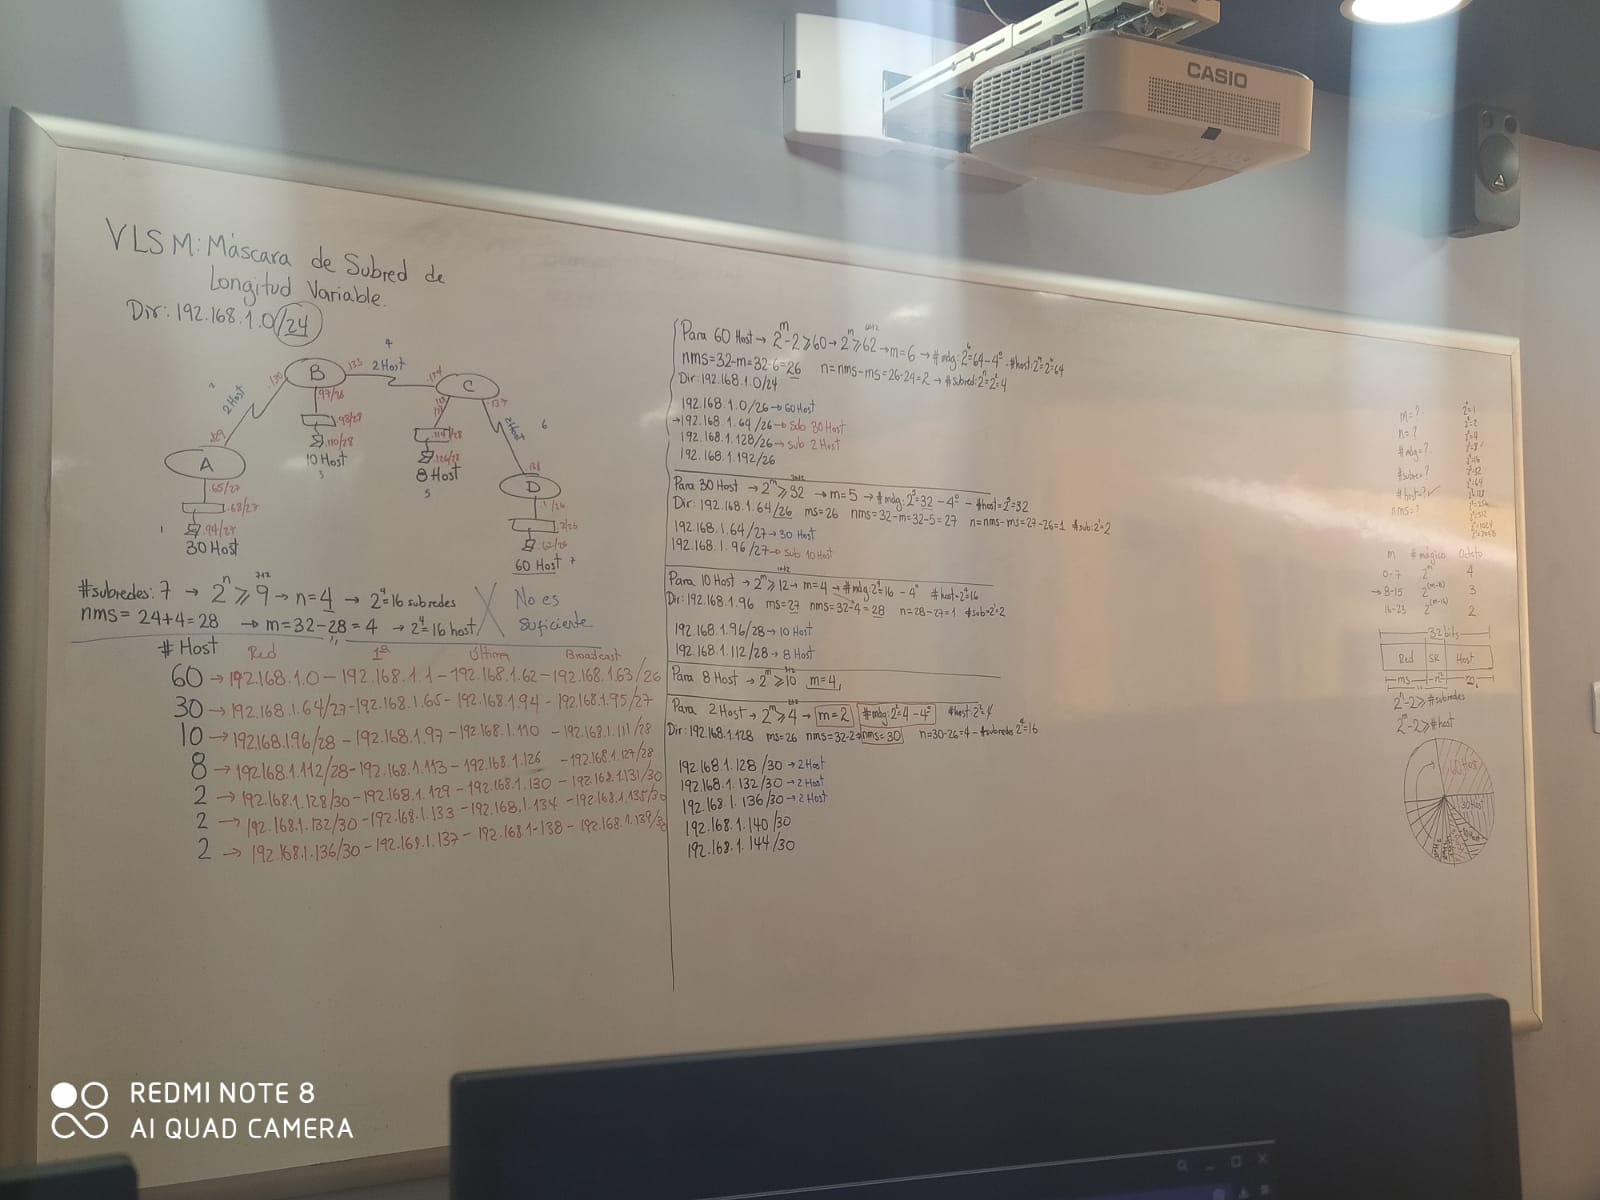 CASIO
VLSM: Máscara de Subred de
Longitud Variable.
Dir: 192.168.1.0/24
B
2 Host
C
2 Host
A
D
97/28
98/28
110/28
10 Host
3
8 Host
5
2 Host
6
65/27
94/27
1
30 Host
60 Host 7
#subredes: 7 → 2^n ≥ 9 → n=4 → 2^4=16 subredes
nms = 24+4=28 → m=32-28=4 → 2^4=16 host
No es
suficiente
# Host Red 1ª Última Broadcast
60 → 192.168.1.0 - 192.168.1.1 - 192.168.1.62 - 192.168.1.63/26
30 → 192.168.1.64/27 - 192.168.1.65 - 192.168.1.94 - 192.168.1.95/27
10 → 192.168.1.96/28 - 192.168.1.97 - 192.168.1.110 - 192.168.1.111/28
8 → 192.168.1.112/28 - 192.168.1.113 - 192.168.1.126 - 192.168.1.127/28
2 → 192.168.1.128/30 - 192.168.1.129 - 192.168.1.130 - 192.168.1.131/30
2 → 192.168.1.132/30 - 192.168.1.133 - 192.168.1.134 - 192.168.1.135/30
2 → 192.168.1.136/30 - 192.168.1.137 - 192.168.1.138 - 192.168.1.139/30
Para 60 Host → 2^m-2≥60 → 2^m≥62 → m=6 → #mdg: 2^6=64-4° - #host: 2^m=2^6=64
nms=32-m=32-6=26 n=nms-ms=26-24=2 → #subred: 2^n=2^2=4
Dir: 192.168.1.0/24
192.168.1.0/26 → 60 Host
→192.168.1.64/26 → sub 30 Host
192.168.1.128/26 → sub 2 Host
192.168.1.192/26
Para 30 Host → 2^m≥32 → m=5 → #mdg: 2^5=32-4° - #host=2^5=32
Dir: 192.168.1.64/26 ms=26 nms=32-m=32-5=27 n=nms-ms=27-26=1 #sub: 2^1=2
192.168.1.64/27 → 30 Host
192.168.1.96/27 → sub 10 Host
Para 10 Host → 2^m≥12 → m=4 → #mdg: 2^4=16-4° #host=2^4=16
Dir: 192.168.1.96 ms=27 nms=32-4=28 n=28-27=1 #sub=2^1=2
192.168.1.96/28 → 10 Host
192.168.1.112/28 → 8 Host
Para 8 Host → 2^m≥10 m=4
Para 2 Host → 2^m≥4 → m=2 #mdg: 2^2=4-4° #host: 2^2=4
Dir: 192.168.1.128 ms=26 nms=32-2 nms=30 n=30-26=4 - #subredes 2^4=16
192.168.1.128/30 → 2 Host
192.168.1.132/30 → 2 Host
192.168.1.136/30 → 2 Host
192.168.1.140/30
192.168.1.144/30
m=?
n=?
#mdg=?
#subred?
#host=?
nms=?
m #mágico Octeto
0-7 2^m 4
→ 8-15 2^(m-8) 3
16-23 2^(m-16) 2
32 bits
Red SR Host
2^n-2≥#subredes
2^m-2≥#host
60 Host
30 Host
REDMI NOTE 8
AI QUAD CAMERA